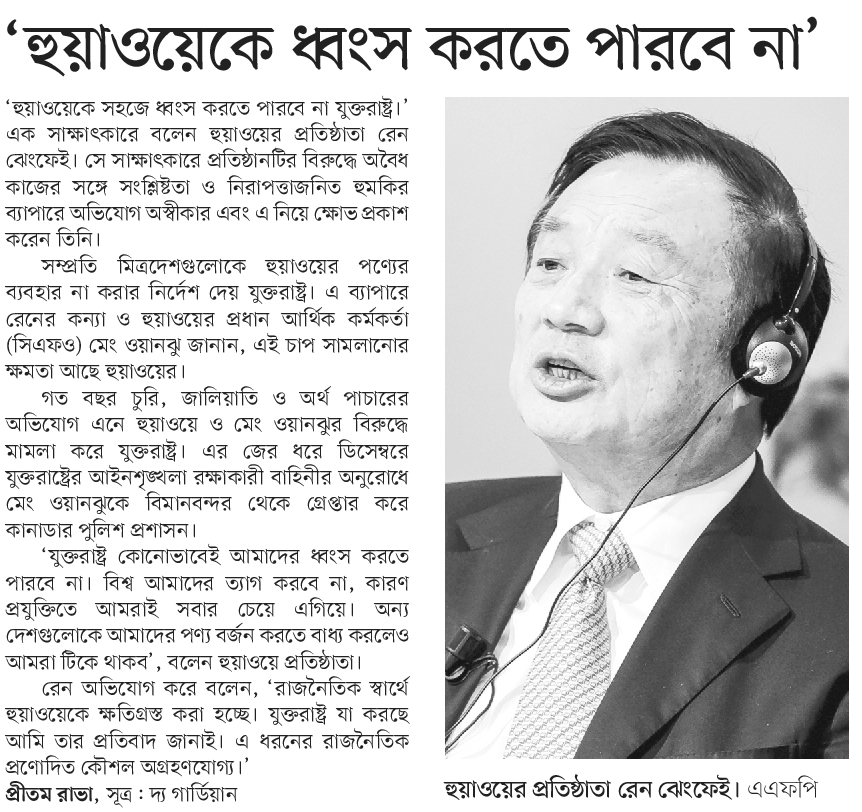 ‘হুয়াওয়েকে ধ্বংস করতে পারবে না’
‘হুয়াওয়েকে সহজে ধ্বংস করতে পারবে না যুক্তরাষ্ট্র।’
এক সাক্ষাৎকারে বলেন হুয়াওয়ের প্রতিষ্ঠাতা রেন
ঝেংফেই। সে সাক্ষাৎকারে প্রতিষ্ঠানটির বিরুদ্ধে অবৈধ
কাজের সঙ্গে সংশ্লিষ্টতা ও নিরাপত্তাজনিত হুমকির
ব্যাপারে অভিযোগ অস্বীকার এবং এ নিয়ে ক্ষোভ প্রকাশ
করেন তিনি।
সম্প্রতি মিত্রদেশগুলোকে হুয়াওয়ের পণ্যের
ব্যবহার না করার নির্দেশ দেয় যুক্তরাষ্ট্র। এ ব্যাপারে
রেনের কন্যা ও হুয়াওয়ের প্রধান আর্থিক কর্মকর্তা
(সিএফও) মেং ওয়ানঝু জানান, এই চাপ সামলানোর
ক্ষমতা আছে হুয়াওয়ের।
গত বছর চুরি, জালিয়াতি ও অর্থ পাচারের
অভিযোগ এনে হুয়াওয়ে ও মেং ওয়ানঝুর বিরুদ্ধে
মামলা করে যুক্তরাষ্ট্র। এর জের ধরে ডিসেম্বরে
যুক্তরাষ্ট্রের আইনশৃঙ্খলা রক্ষাকারী বাহিনীর অনুরোধে
মেং ওয়ানঝুকে বিমানবন্দর থেকে গ্রেপ্তার করে
কানাডার পুলিশ প্রশাসন।
‘যুক্তরাষ্ট্র কোনোভাবেই আমাদের ধ্বংস করতে
পারবে না। বিশ্ব আমাদের ত্যাগ করবে না, কারণ
প্রযুক্তিতে আমরাই সবার চেয়ে এগিয়ে। অন্য
দেশগুলোকে আমাদের পণ্য বর্জন করতে বাধ্য করলেও
আমরা টিকে থাকব’, বলেন হুয়াওয়ে প্রতিষ্ঠাতা।
রেন অভিযোগ করে বলেন, ‘রাজনৈতিক স্বার্থে
হুয়াওয়েকে ক্ষতিগ্রস্ত করা হচ্ছে। যুক্তরাষ্ট্র যা করছে
আমি তার প্রতিবাদ জানাই। এ ধরনের রাজনৈতিক
প্রণোদিত কৌশল অগ্রহণযোগ্য।’
প্রীতম রাভা, সূত্র : দ্য গার্ডিয়ান
হুয়াওয়ের প্রতিষ্ঠাতা রেন ঝেংফেই। এএফপি